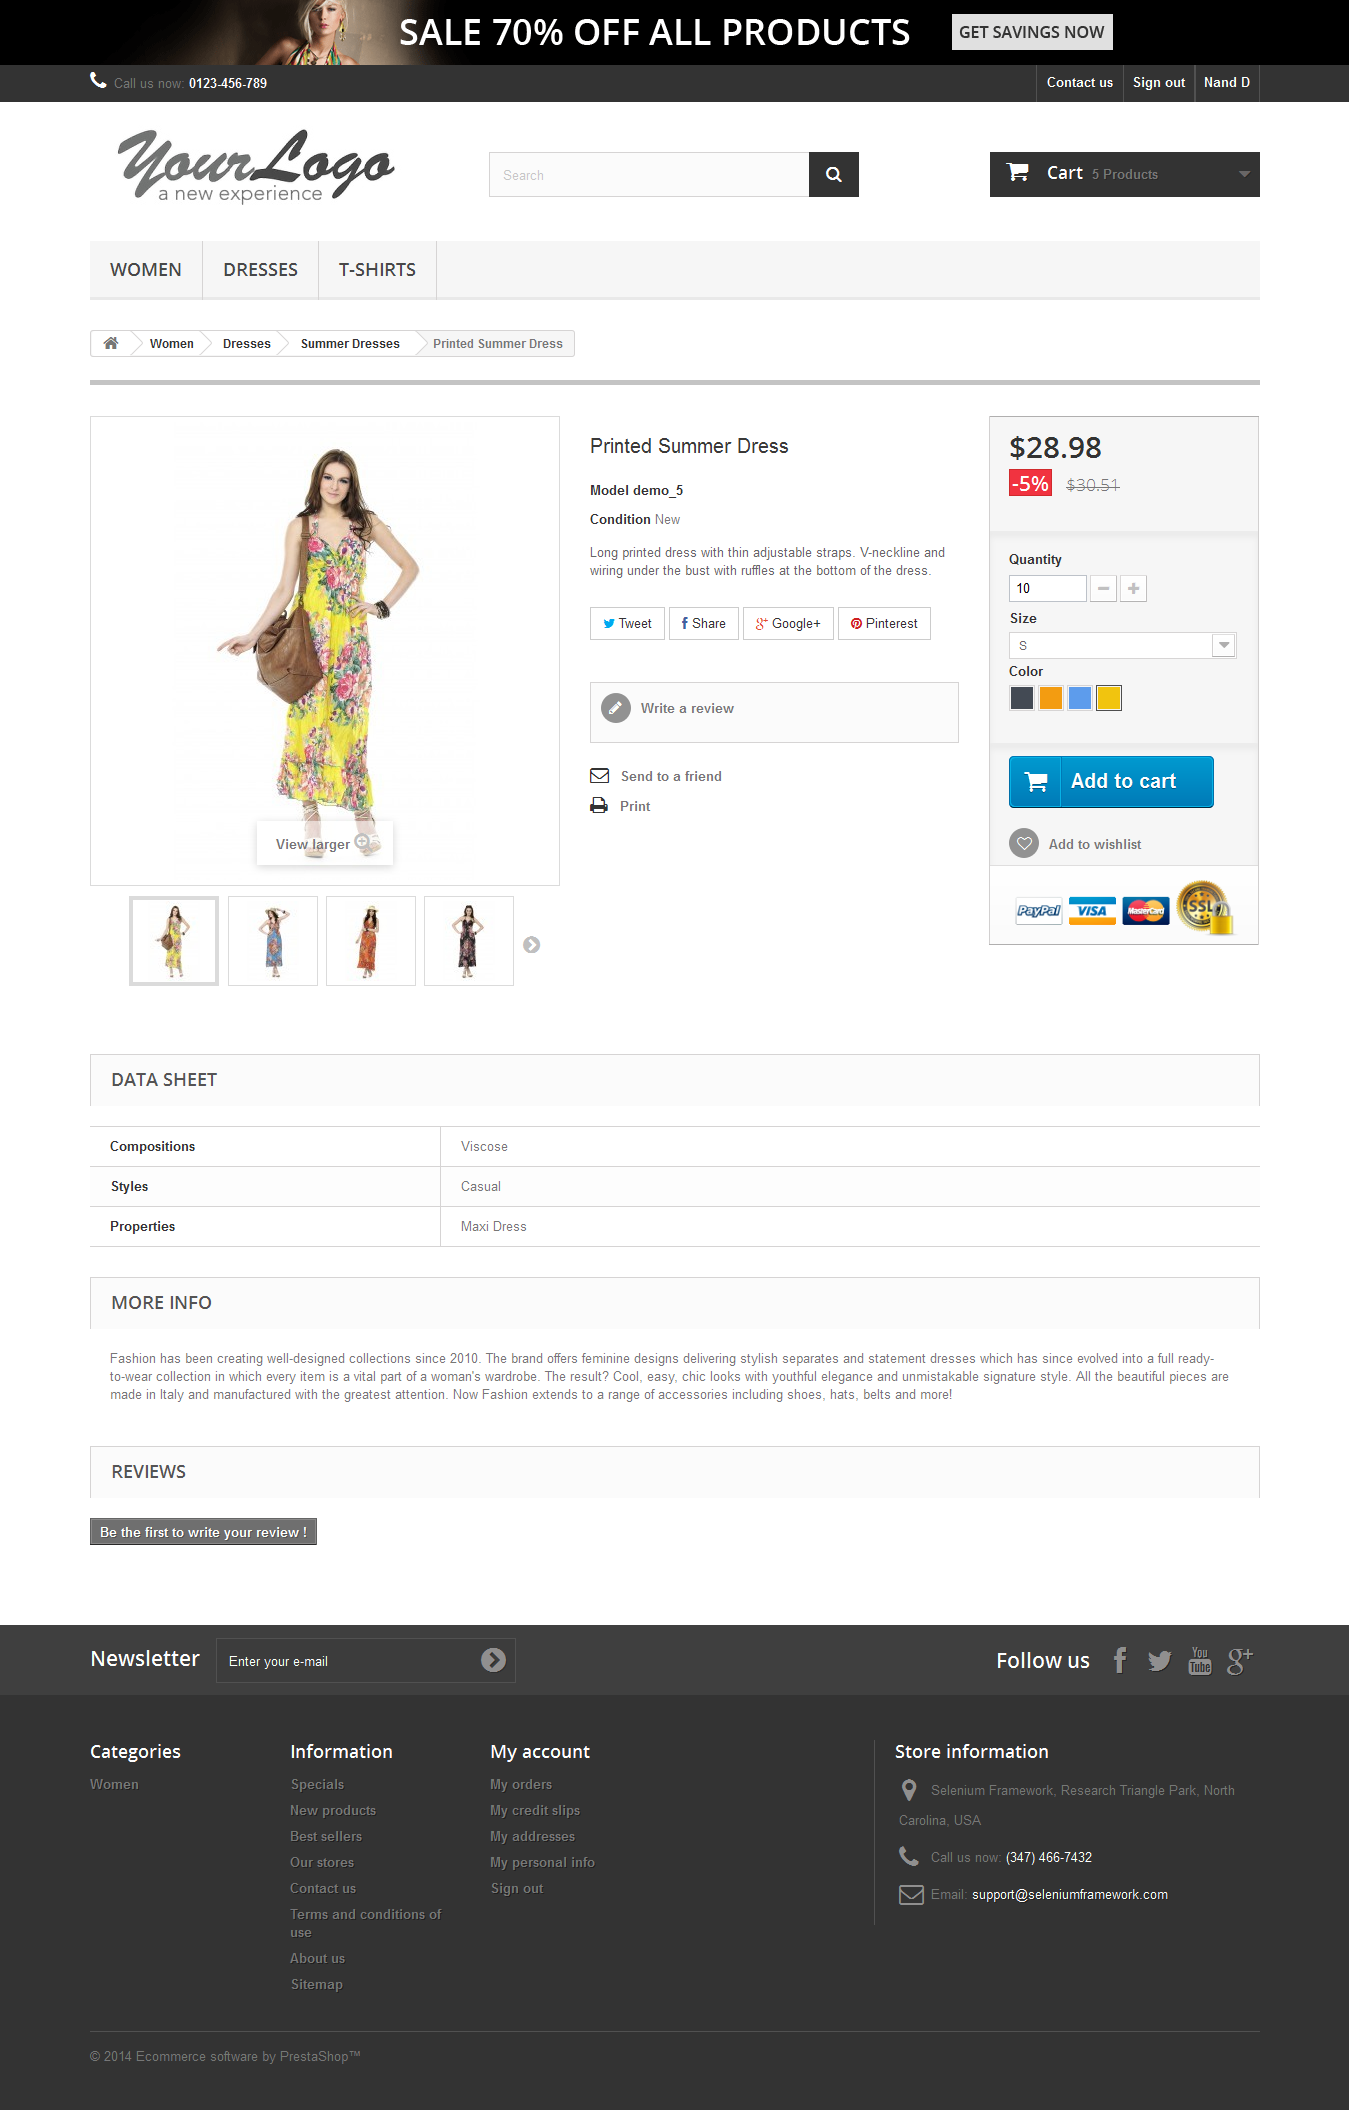 SALE 70% OFF ALL PRODUCTS
GET SAVINGS NOW
Call us now: 0123-456-789
Contact us
Sign out
Nand D
YourLogo
a new experience
Search
Cart 5 Products
WOMEN
DRESSES
T-SHIRTS
Women
Dresses
Summer Dresses
Printed Summer Dress
View larger
Printed Summer Dress
Model demo_5
Condition New
Long printed dress with thin adjustable straps. V-neckline and
wiring under the bust with ruffles at the bottom of the dress.
Tweet
f Share
g+ Google+
Pinterest
Write a review
Send to a friend
Print
$28.98
-5% $30.51
Quantity
10
Size
S
Color
Add to cart
Add to wishlist
PayPal
VISA
MasterCard
SSL
DATA SHEET
Compositions Viscose
Styles Casual
Properties Maxi Dress
MORE INFO
Fashion has been creating well-designed collections since 2010. The brand offers feminine designs delivering stylish separates and statement dresses which has since evolved into a full ready-
to-wear collection in which every item is a vital part of a woman's wardrobe. The result? Cool, easy, chic looks with youthful elegance and unmistakable signature style. All the beautiful pieces are
made in Italy and manufactured with the greatest attention. Now Fashion extends to a range of accessories including shoes, hats, belts and more!
REVIEWS
Be the first to write your review !
Newsletter
Enter your e-mail
Follow us
You
Tube
Categories
Women
Information
Specials
New products
Best sellers
Our stores
Contact us
Terms and conditions of
use
About us
Sitemap
My account
My orders
My credit slips
My addresses
My personal info
Sign out
Store information
Selenium Framework, Research Triangle Park, North
Carolina, USA
Call us now: (347) 466-7432
Email: support@seleniumframework.com
© 2014 Ecommerce software by PrestaShop™